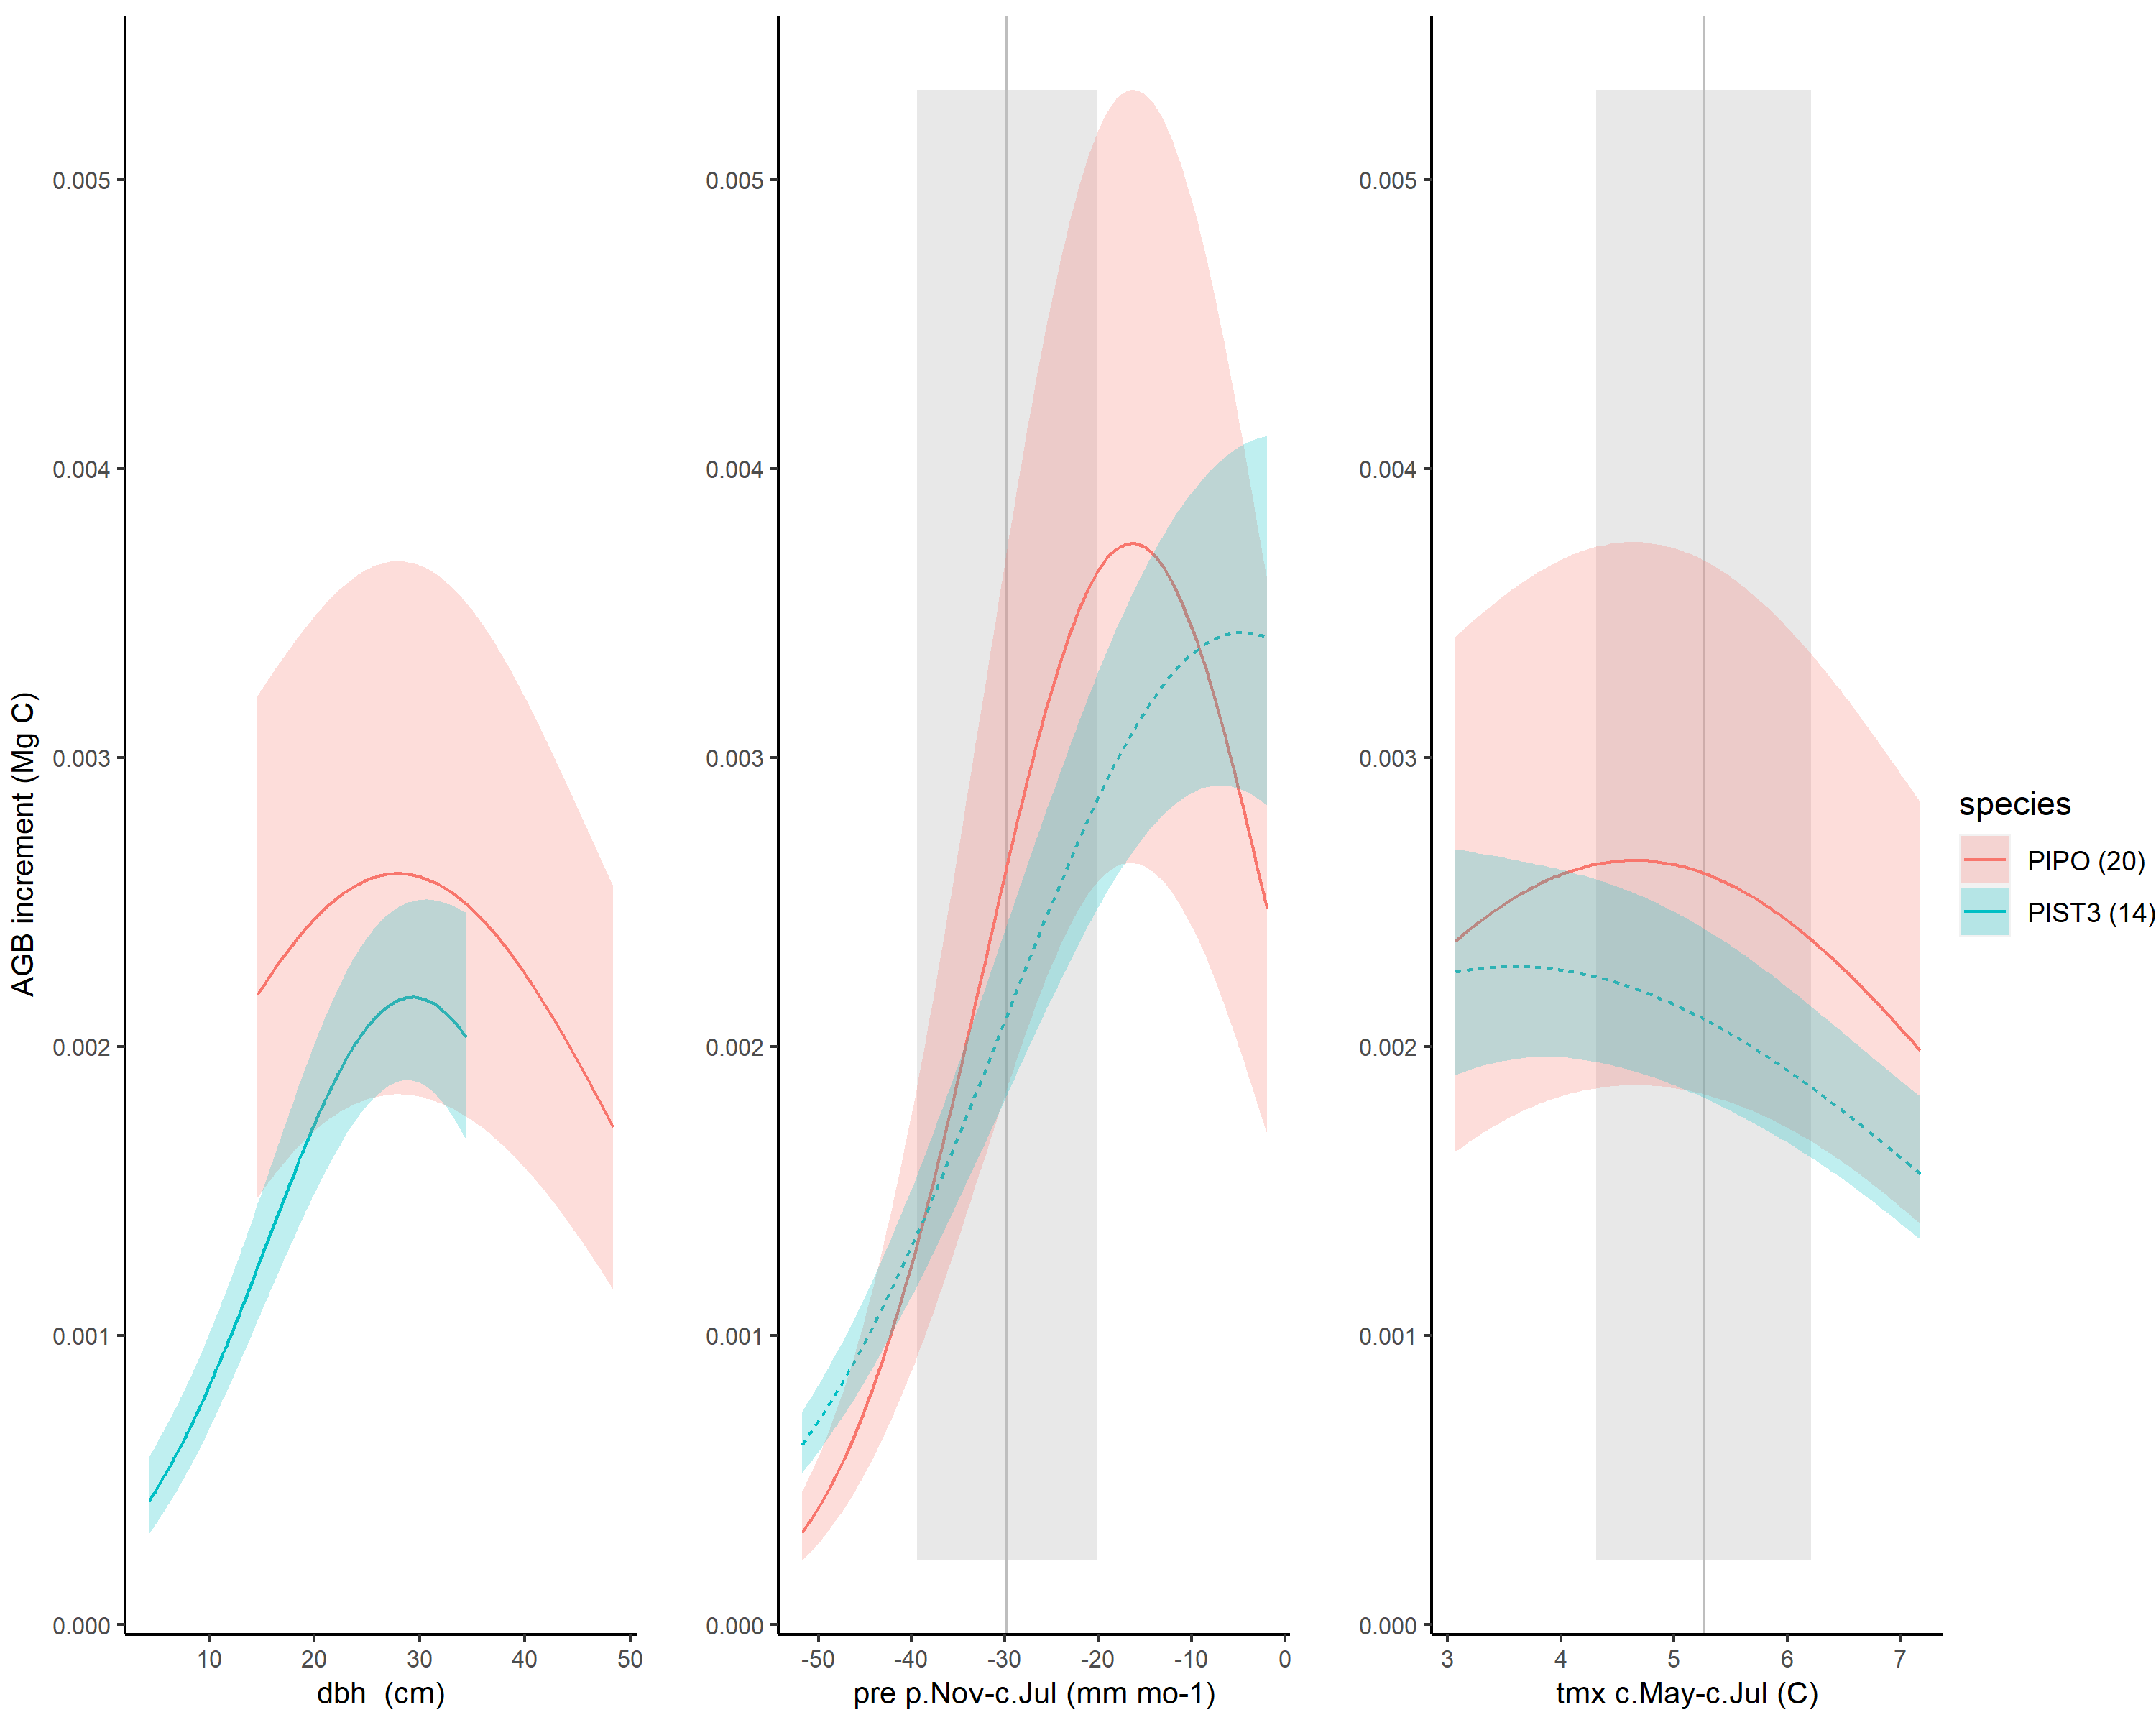 AGB increment (Mg C)
0.005
0.004
0.003
0.002
0.001
0.000
10 20 30 40 50
dbh  (cm)
0.005
0.004
0.003
0.002
0.001
0.000
-50 -40 -30 -20 -10 0
pre p.Nov-c.Jul (mm mo-1)
0.005
0.004
0.003
0.002
0.001
0.000
3 4 5 6 7
tmx c.May-c.Jul (C)
species
PIPO (20)
PIST3 (14)